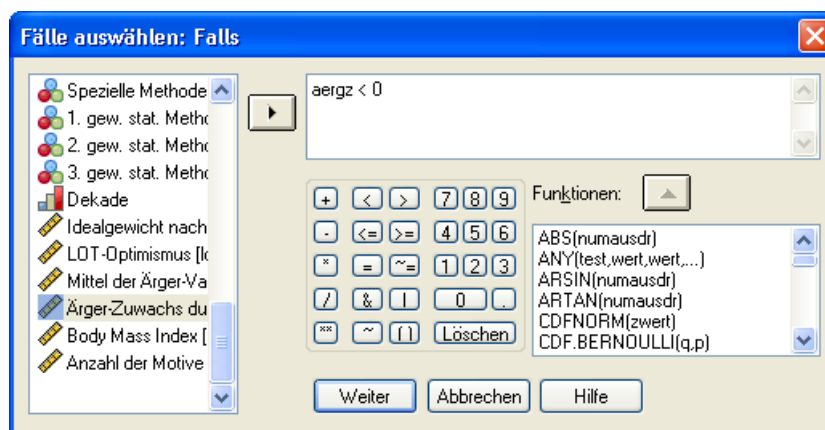 Fälle auswählen: Falls
Spezielle Methode
1. gew. stat. Metho
2. gew. stat. Metho
3. gew. stat. Metho
Dekade
Idealgewicht nach
LOT-Optimismus [lo
Mittel der Ärger-Va
Ärger-Zuwachs du
Body Mass Index [
Anzahl der Motive
aergz < 0
+ < > 7 8 9
- <= >= 4 5 6
* = ~= 1 2 3
/ & | 0 .
** ~ () Löschen
Funktionen:
ABS(numausdr)
ANY(test,wert,wert,...)
ARSIN(numausdr)
ARTAN(numausdr)
CDFNORM(zwert)
CDF.BERNOULLI(q,p)
Weiter Abbrechen Hilfe